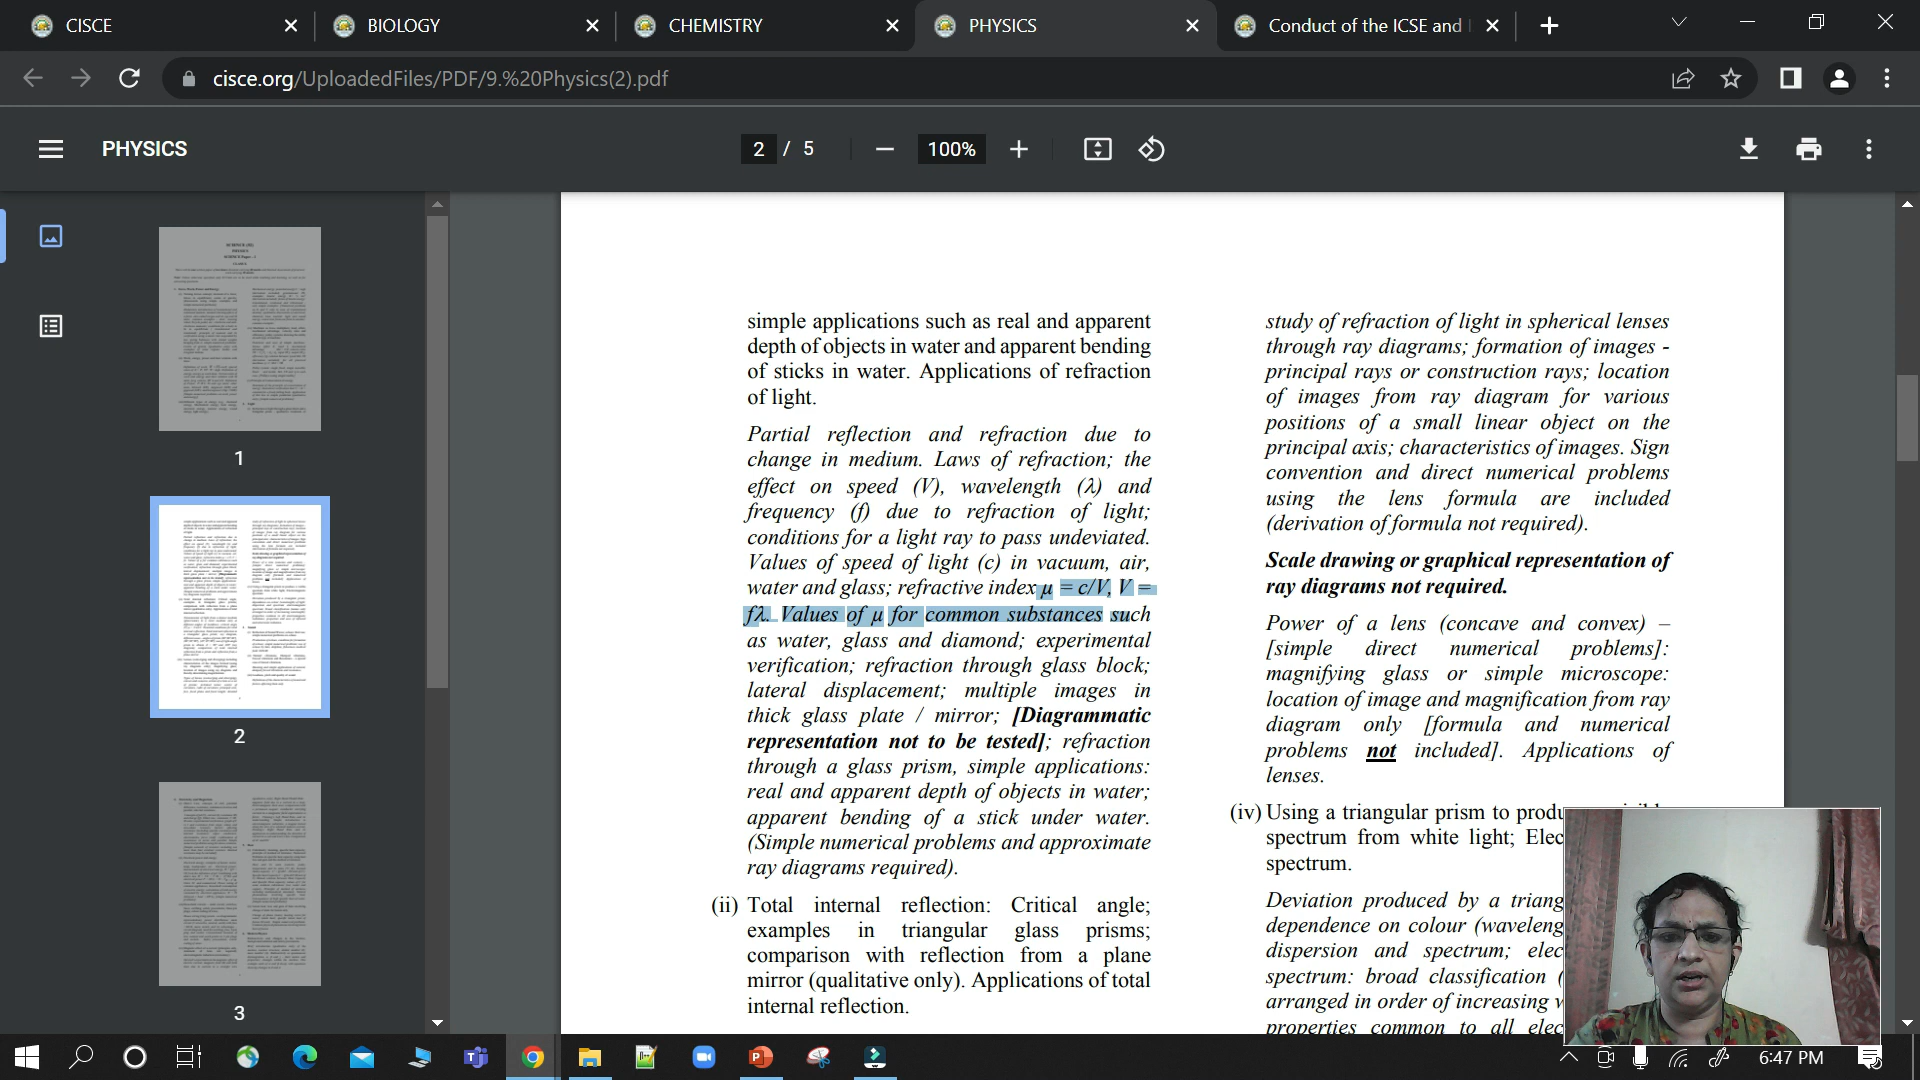 CISCE
BIOLOGY
CHEMISTRY
PHYSICS
Conduct of the ICSE and
cisce.org/UploadedFiles/PDF/9.%20Physics(2).pdf
PHYSICS
2 / 5
100%
1
2
3
simple applications such as real and apparent
depth of objects in water and apparent bending
of sticks in water. Applications of refraction
of light.
Partial reflection and refraction due to
change in medium. Laws of refraction; the
effect on speed (V), wavelength (λ) and
frequency (f) due to refraction of light;
conditions for a light ray to pass undeviated.
Values of speed of light (c) in vacuum, air,
water and glass; refractive index μ = c/V, V =
fλ. Values of μ for common substances such
as water, glass and diamond; experimental
verification; refraction through glass block;
lateral displacement; multiple images in
thick glass plate / mirror; [Diagrammatic
representation not to be tested]; refraction
through a glass prism, simple applications:
real and apparent depth of objects in water;
apparent bending of a stick under water.
(Simple numerical problems and approximate
ray diagrams required).
(ii) Total internal reflection: Critical angle;
examples in triangular glass prisms;
comparison with reflection from a plane
mirror (qualitative only). Applications of total
internal reflection.
study of refraction of light in spherical lenses
through ray diagrams; formation of images -
principal rays or construction rays; location
of images from ray diagram for various
positions of a small linear object on the
principal axis; characteristics of images. Sign
convention and direct numerical problems
using the lens formula are included
(derivation of formula not required).
Scale drawing or graphical representation of
ray diagrams not required.
Power of a lens (concave and convex) –
[simple direct numerical problems]:
magnifying glass or simple microscope:
location of image and magnification from ray
diagram only [formula and numerical
problems not included]. Applications of
lenses.
(iv) Using a triangular prism to produ
spectrum from white light; Elec
spectrum.
Deviation produced by a triang
dependence on colour (waveleng
dispersion and spectrum; elec
spectrum: broad classification (
arranged in order of increasing w
properties common to all elec
6:47 PM